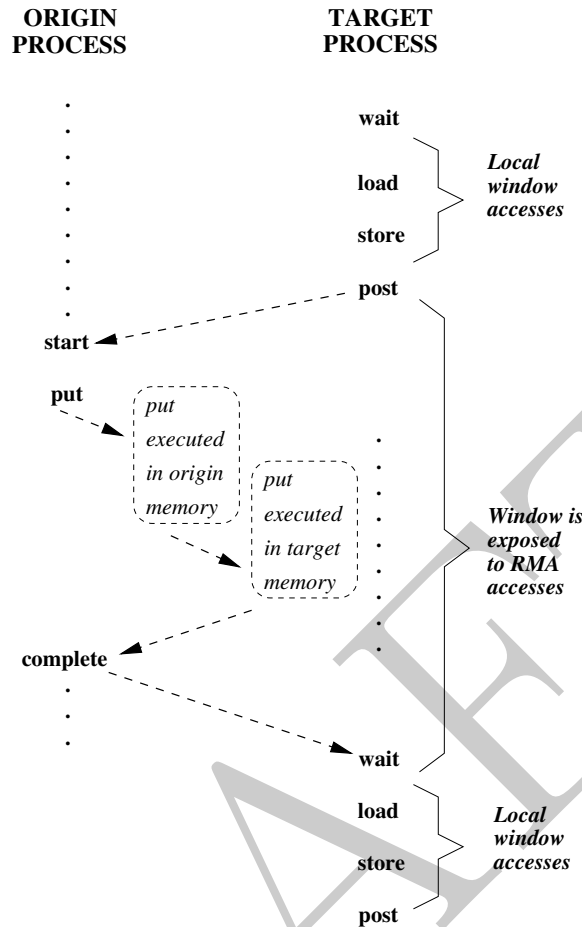 ORIGIN
PROCESS
TARGET
PROCESS
wait
load
store
Local
window
accesses
post
start
put
put
executed
in origin
memory
put
executed
in target
memory
Window is
exposed
to RMA
accesses
complete
wait
load
store
Local
window
accesses
post